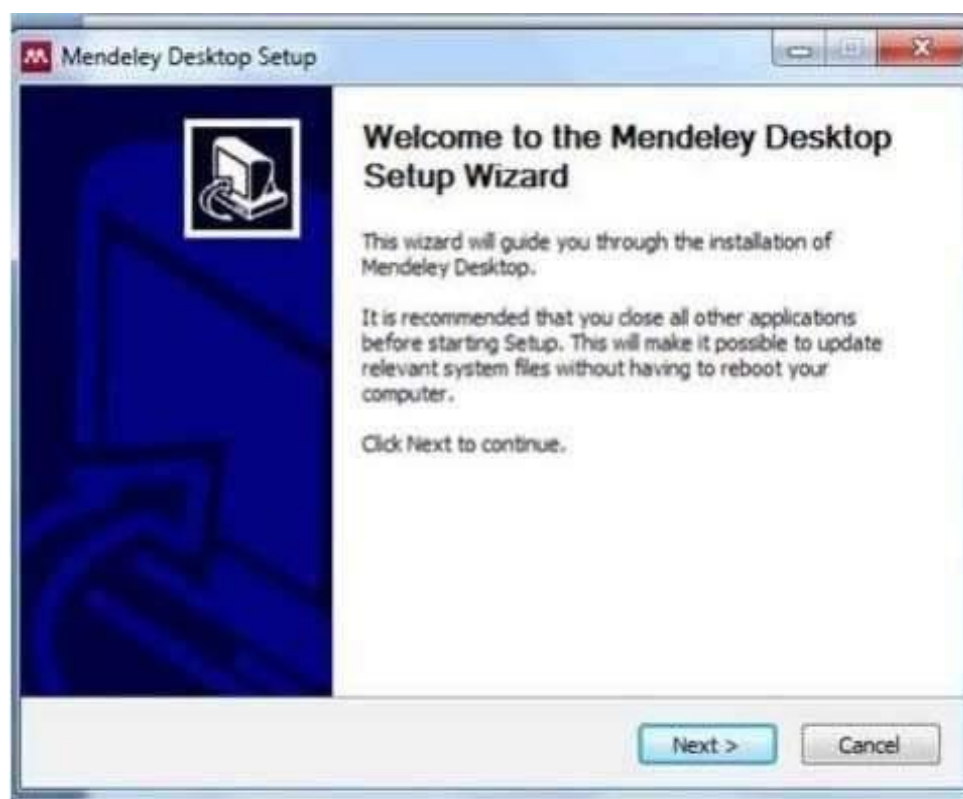 Mendeley Desktop Setup
Welcome to the Mendeley Desktop
Setup Wizard
This wizard will guide you through the installation of
Mendeley Desktop.
It is recommended that you close all other applications
before starting Setup. This will make it possible to update
relevant system files without having to reboot your
computer.
Click Next to continue.
Next >
Cancel